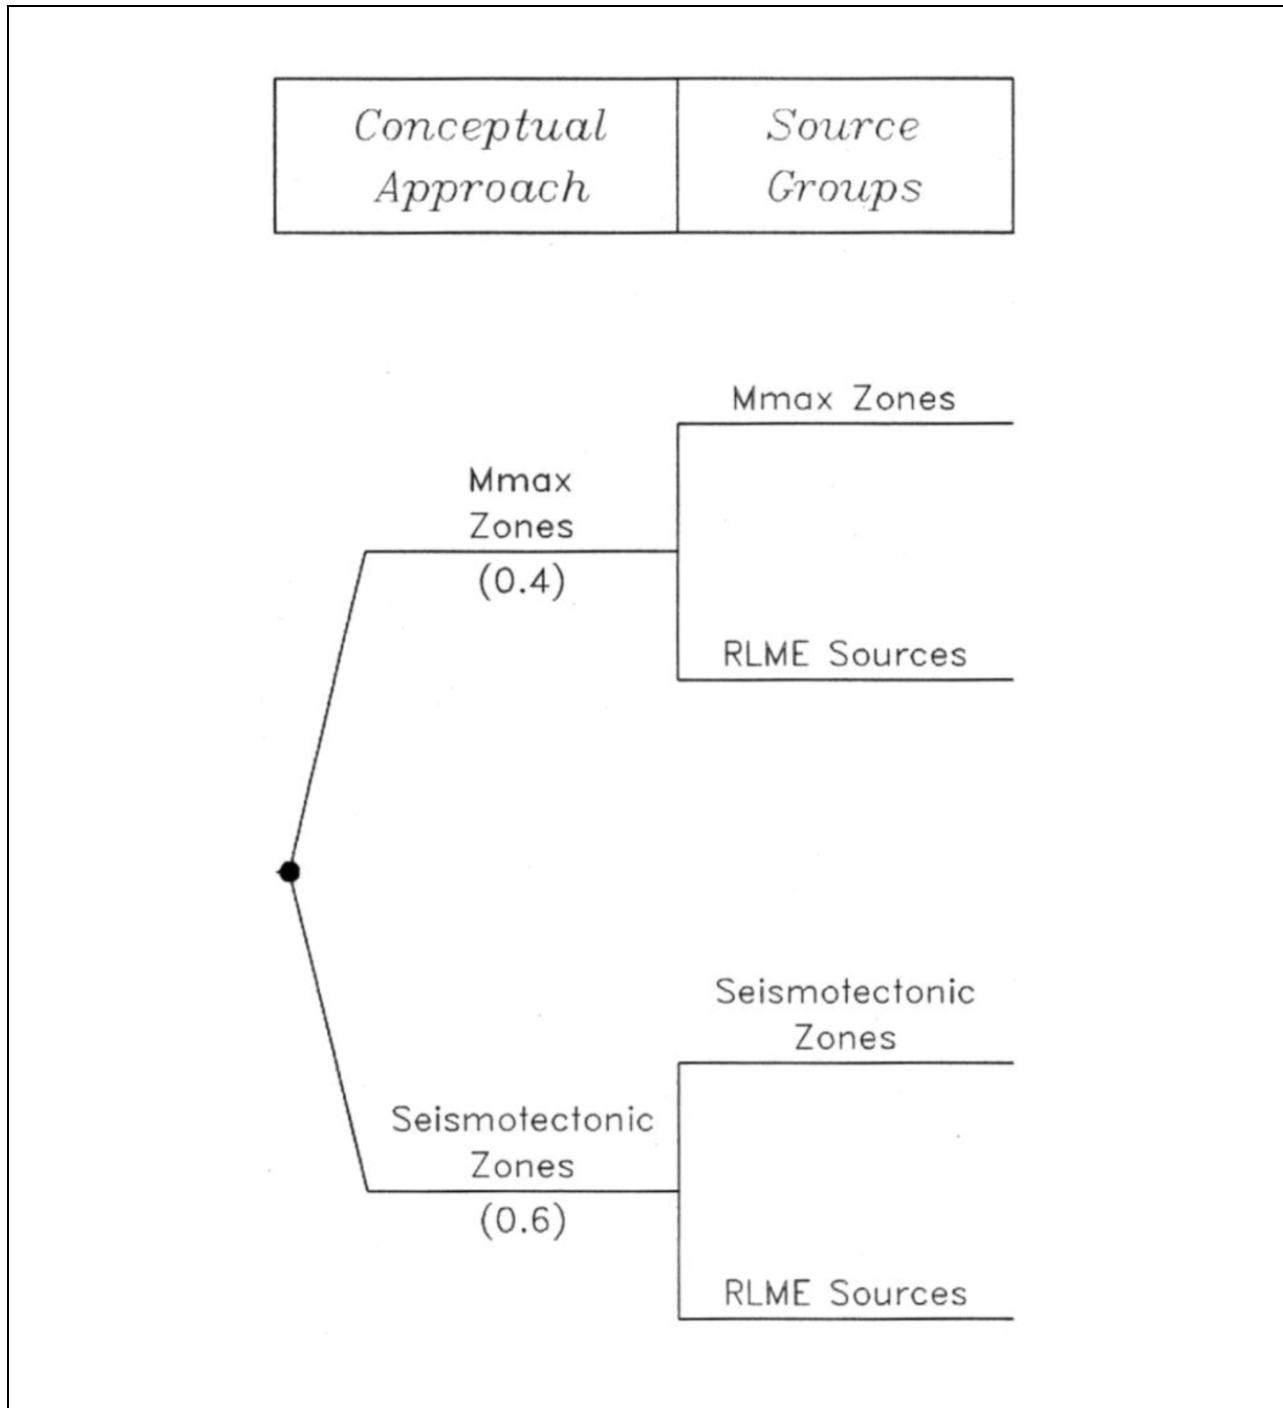 Conceptual
Approach
Source
Groups
Mmax Zones
Mmax
Zones
(0.4)
RLME Sources
Seismotectonic
Zones
Seismotectonic
Zones
(0.6)
RLME Sources